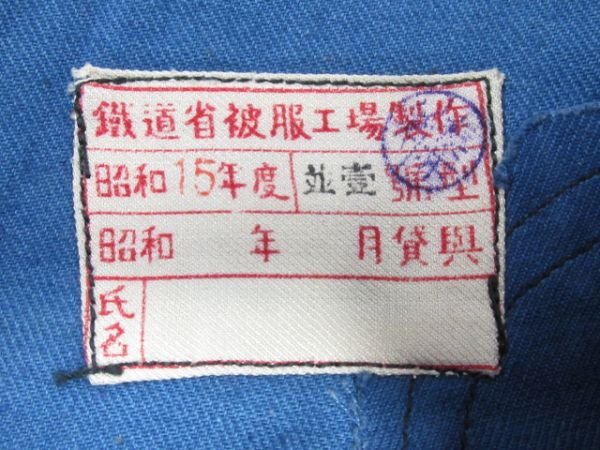 鐵道省被服工場製作
昭和15年度 並壹號型
昭和 年 月貸與
氏名